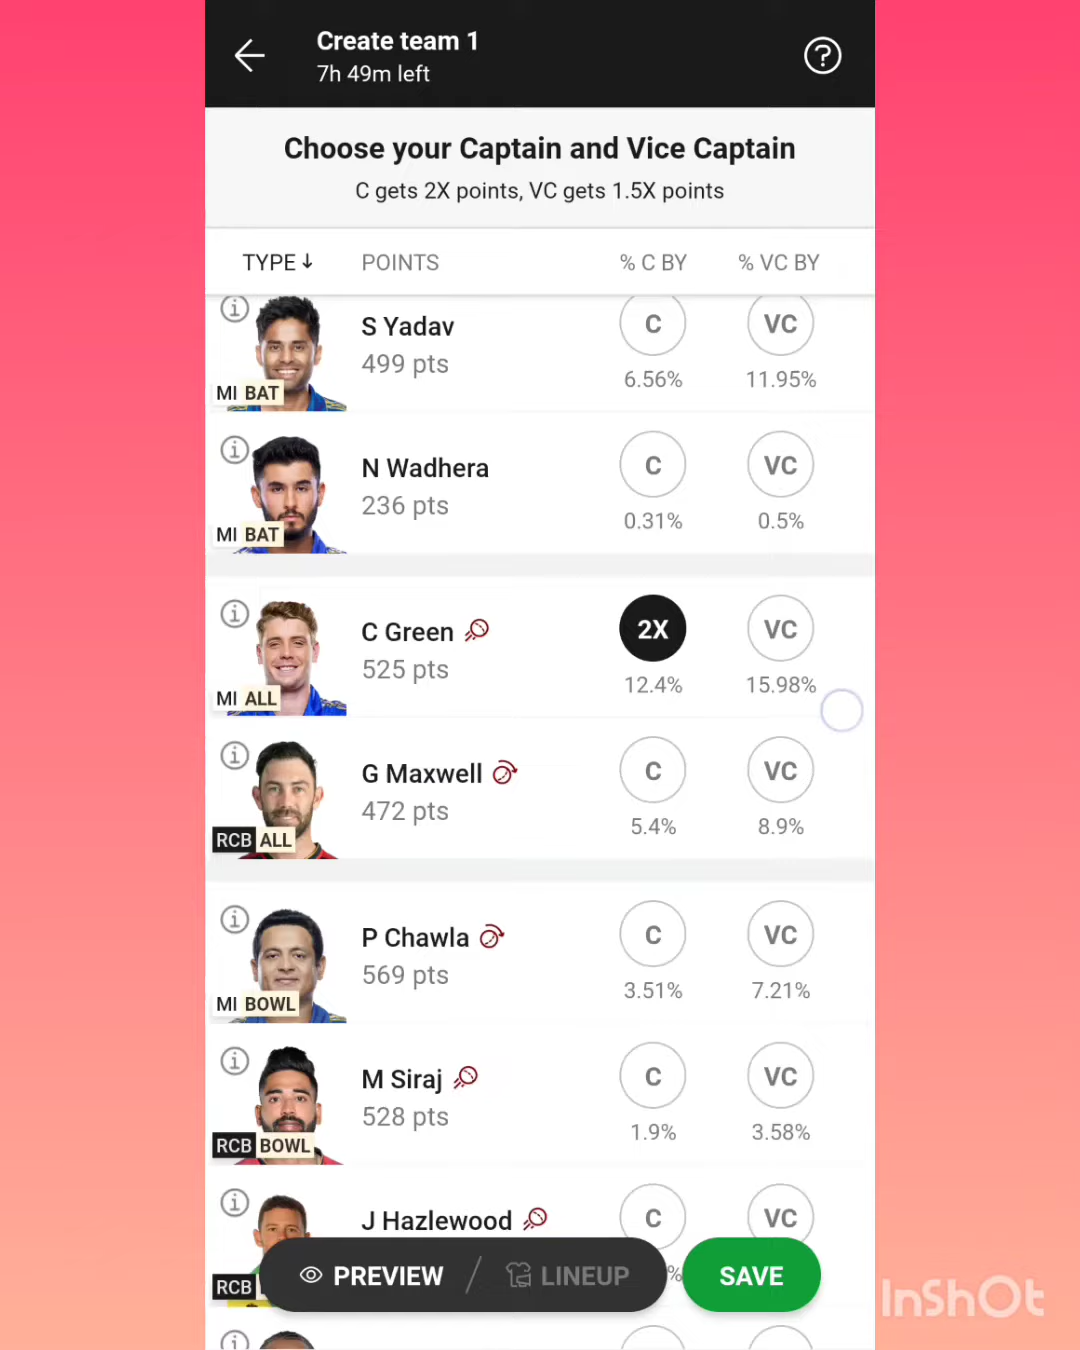 Create team 1
7h 49m left
Choose your Captain and Vice Captain
C gets 2X points, VC gets 1.5X points
TYPE↓ POINTS % C BY % VC BY
S Yadav C VC
499 pts 6.56% 11.95%
MI BAT
N Wadhera C VC
236 pts 0.31% 0.5%
MI BAT
C Green 2X VC
525 pts 12.4% 15.98%
MI ALL
G Maxwell C VC
472 pts 5.4% 8.9%
RCB ALL
P Chawla C VC
569 pts 3.51% 7.21%
MI BOWL
M Siraj C VC
528 pts 1.9% 3.58%
RCB BOWL
J Hazlewood C VC
RCB
PREVIEW / LINEUP % SAVE
InShOt